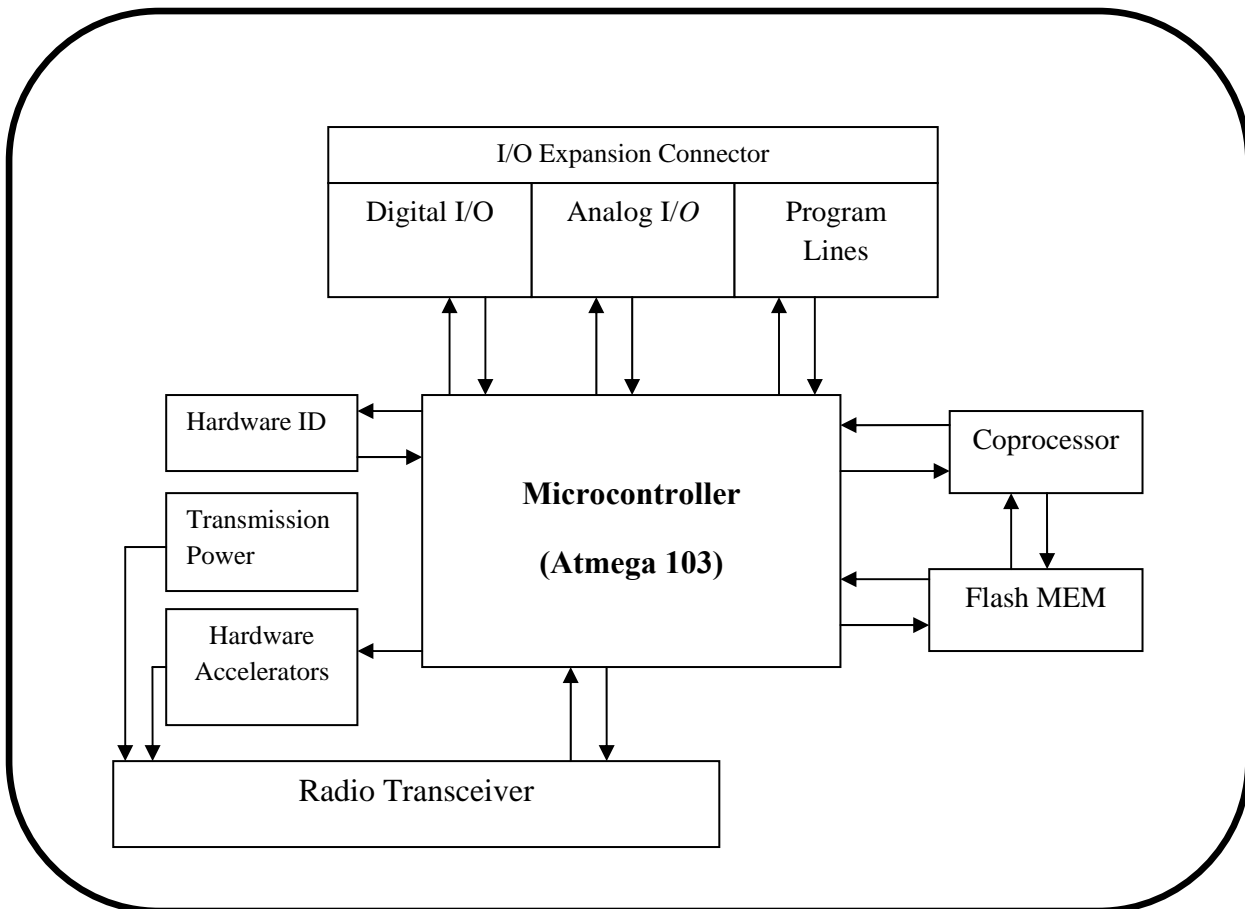 I/O Expansion Connector
Digital I/O
Analog I/O
Program
Lines
Hardware ID
Transmission
Power
Hardware
Accelerators
Microcontroller
(Atmega 103)
Coprocessor
Flash MEM
Radio Transceiver